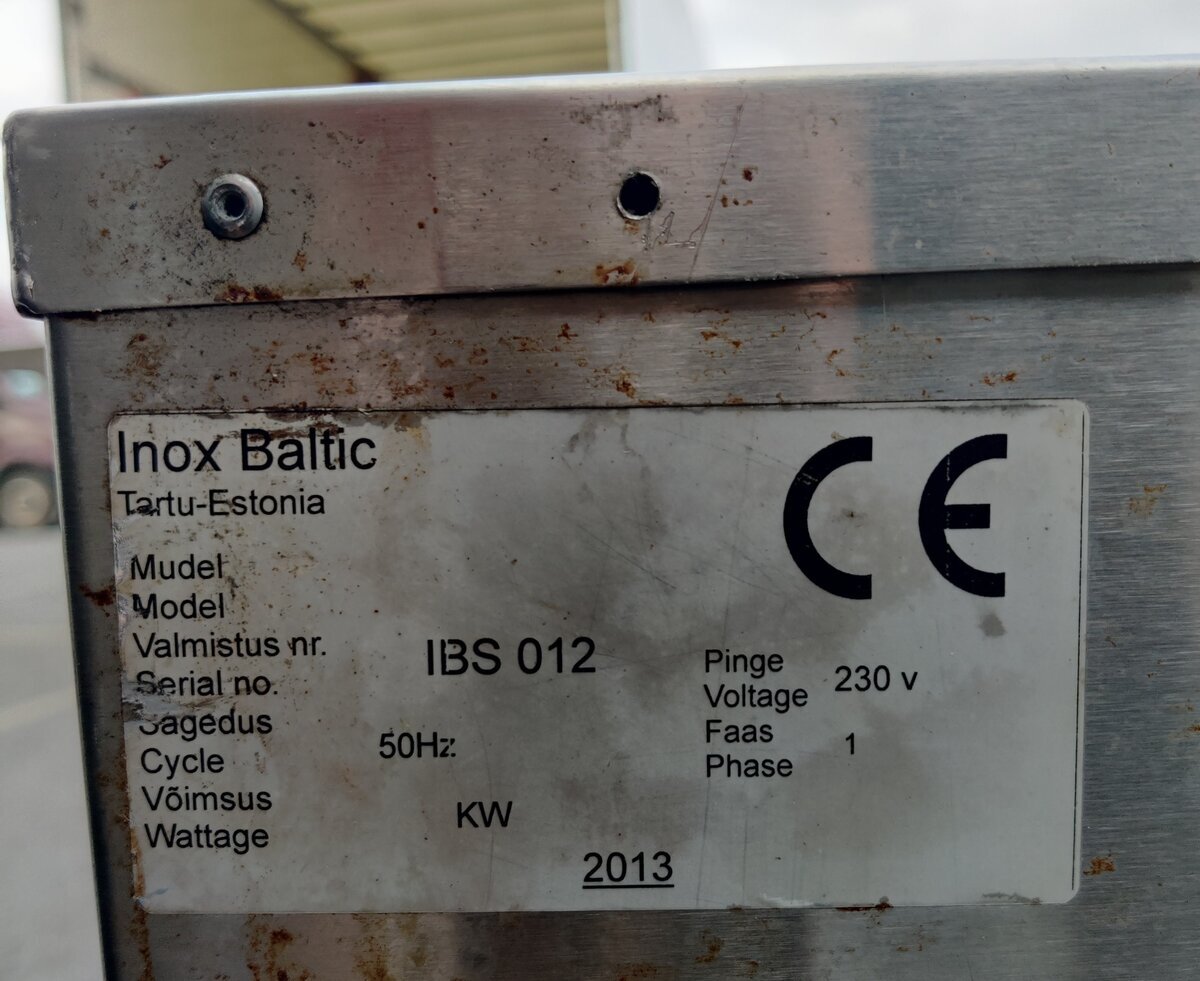 Inox Baltic
Tartu-Estonia
CE
Mudel
Model
Valmistus nr.
Serial no.
IBS 012
Sagedus
Cycle
50Hz
Võimsus
Wattage
KW
Pinge
Voltage
230 v
Faas
Phase
1
2013